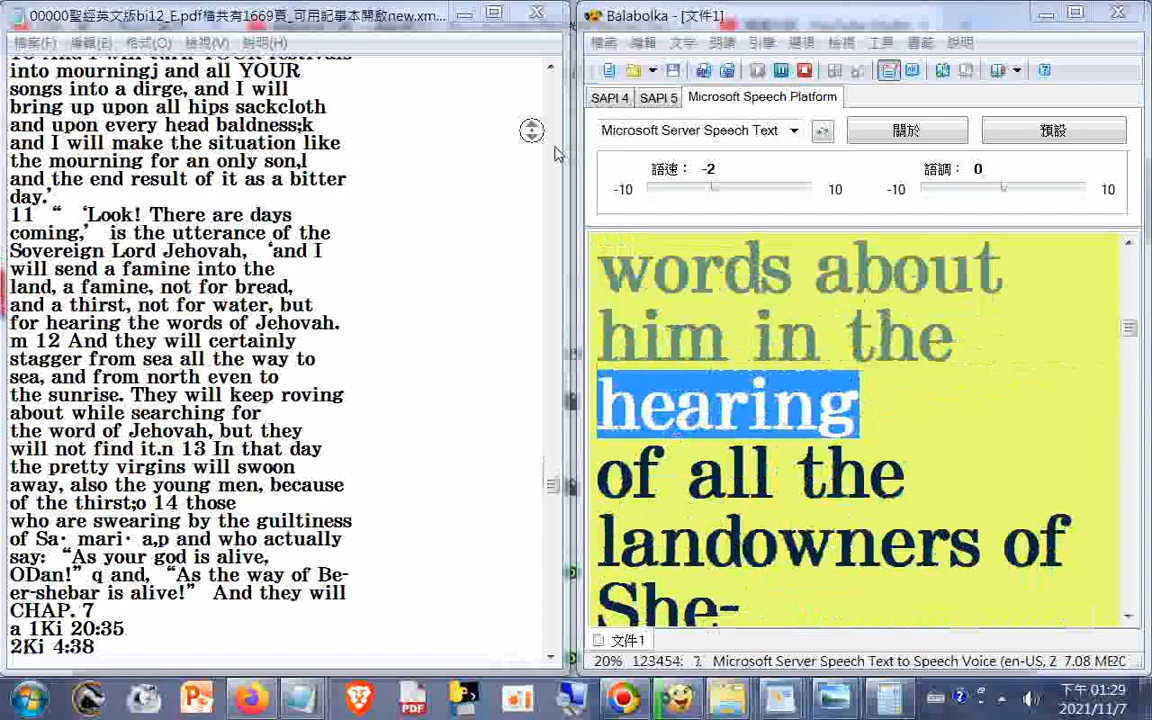 00000聖經英文版bi12_E.pdf檔共有1669頁_可用記事本開啟new.xm...
檔案(F) 編輯(E) 格式(O) 檢視(V) 說明(H)
into mourningj and all YOUR
songs into a dirge, and I will
bring up upon all hips sackcloth
and upon every head baldness;k
and I will make the situation like
the mourning for an only son,l
and the end result of it as a bitter
day.’
11 “ ‘Look! There are days
coming,’ is the utterance of the
Sovereign Lord Jehovah, ‘and I
will send a famine into the
land, a famine, not for bread,
and a thirst, not for water, but
for hearing the words of Jehovah.
m 12 And they will certainly
stagger from sea all the way to
sea, and from north even to
the sunrise. They will keep roving
about while searching for
the word of Jehovah, but they
will not find it.n 13 In that day
the pretty virgins will swoon
away, also the young men, because
of the thirst;o 14 those
who are swearing by the guiltiness
of Sa· mari· a,p and who actually
say: “As your god is alive,
ODan!” q and, “As the way of Be-
er-shebar is alive!” And they will
CHAP. 7
a 1Ki 20:35
2Ki 4:38
Balabolka - [文件1]
檔案 編輯 文字 朗讀 引擎 選項 檢視 工具 書籤 說明
SAPI 4 SAPI 5 Microsoft Speech Platform
Microsoft Server Speech Text 關於 預設
語速： -2 語調： 0
-10 10 -10 10
words about
him in the
hearing
of all the
landowners of
She-
文件1
20% 123454: 7. Microsoft Server Speech Text to Speech Voice (en-US, Z 7.08 ME
下午 01:29
2021/11/7